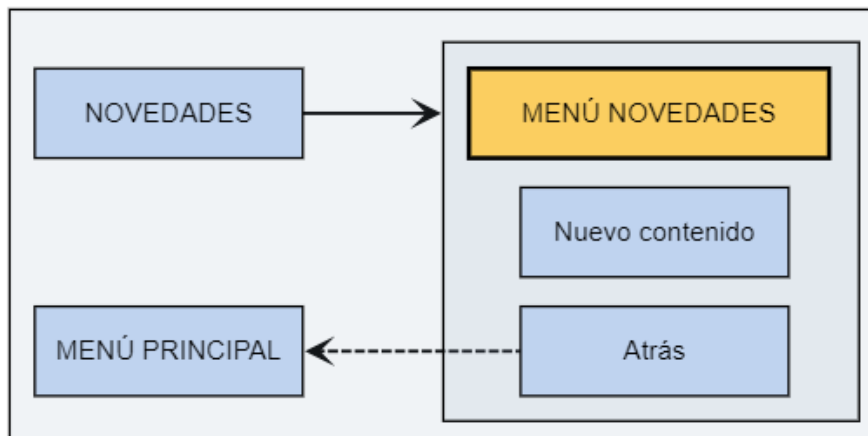 NOVEDADES
MENÚ NOVEDADES
Nuevo contenido
MENÚ PRINCIPAL
Atrás